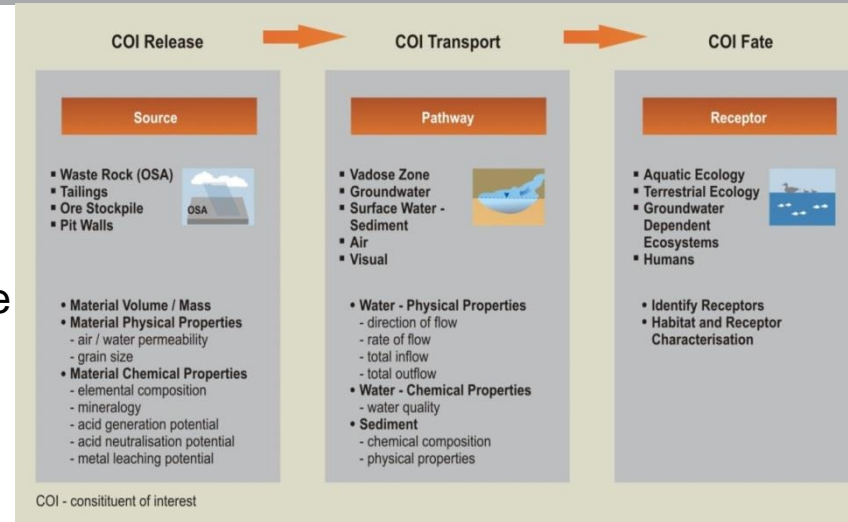 COI Release
COI Transport
COI Fate
Source
▪ Waste Rock (OSA)
▪ Tailings
▪ Ore Stockpile
▪ Pit Walls
OSA
• Material Volume / Mass
• Material Physical Properties
- air / water permeability
- grain size
• Material Chemical Properties
- elemental composition
- mineralogy
- acid generation potential
- acid neutralisation potential
- metal leaching potential
Pathway
▪ Vadose Zone
▪ Groundwater
▪ Surface Water -
Sediment
▪ Air
▪ Visual
• Water - Physical Properties
- direction of flow
- rate of flow
- total inflow
- total outflow
• Water - Chemical Properties
- water quality
• Sediment
- chemical composition
- physical properties
Receptor
▪ Aquatic Ecology
▪ Terrestrial Ecology
▪ Groundwater
Dependent
Ecosystems
▪ Humans
• Identify Receptors
• Habitat and Receptor
Characterisation
COI - consitituent of interest
e